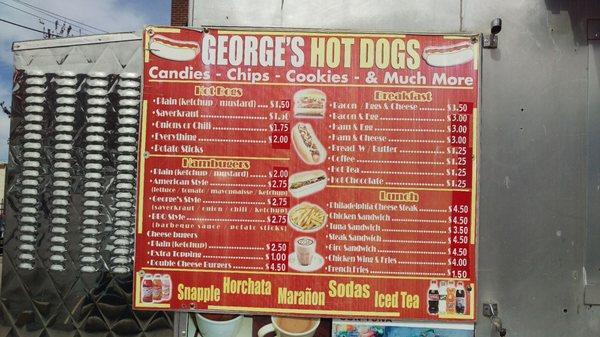 GEORGE'S HOT DOGS
Candies - Chips - Cookies - & Much More
Hot Dogs
Plain (ketchup / mustard) $1.50
Saverkraut $1.50
Onions or Chili $1.75
Everything $2.00
Potato Sticks
Hamburgers
Plain (ketchup / mustard) $2.00
American Style $2.75
(lettuce / tomato / mayonnaise / ketchup)
George's Style $2.75
(saverkraut / onion / chili / ketchup)
BBQ Style $2.75
(barbeque sauce / potato sticks)
Cheese burgers
Plain (Ketchup) $2.50
Extra Topping $1.00
Double Cheese Burgers $4.50
Breakfast
Bacon / Eggs & Cheese $3.50
Bacon & Egg $3.00
Ham & Egg $3.00
Ham & Cheese $3.00
Bread W / Butter $1.25
Coffee $1.25
Hot Tea $1.25
Hot Chocolate $1.25
Lunch
Philadelphia Cheese Steak $4.50
Chicken Sandwich $4.50
Tuna Sandwich $3.50
Steak Sandwich $4.50
Giro Sandwich $4.50
Chicken Wing & Fries $4.00
French Fries $1.50
Snapple Horchata Marañon Sodas Iced Tea